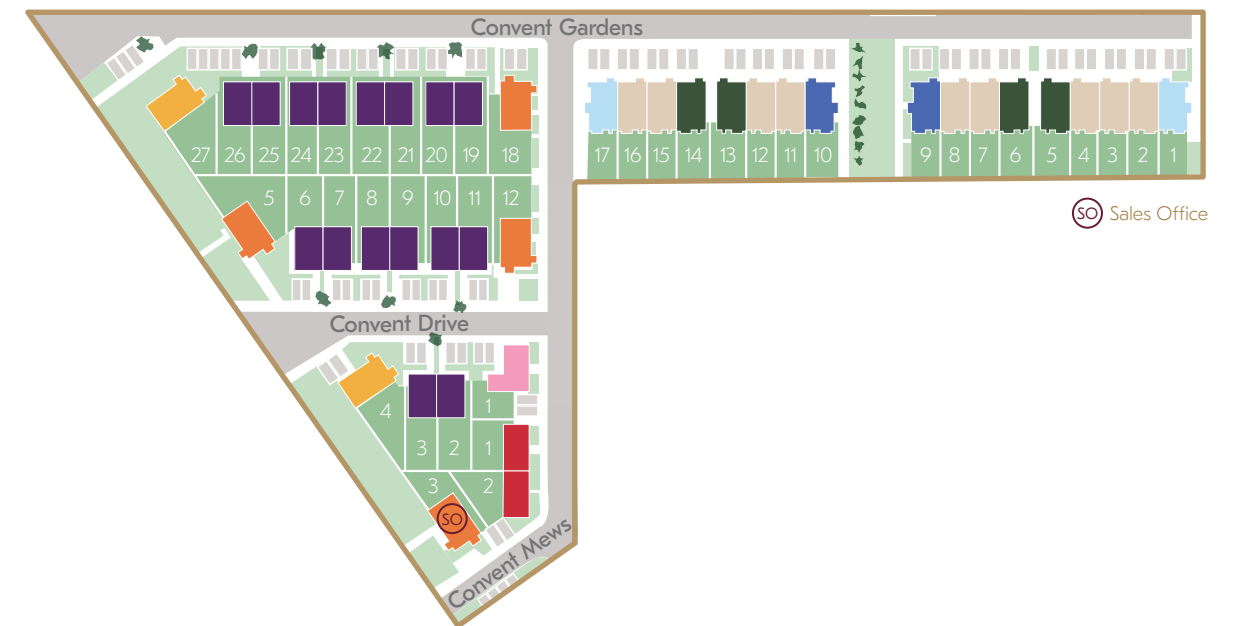 Convent Gardens
27 26 25 24 23 22 21 20 19 18
17 16 15 14 13 12 11 10
9 8 7 6 5 4 3 2 1
5 6 7 8 9 10 11 12
SO Sales Office
Convent Drive
4 1
3 2 1
3 2
SO
Convent Mews